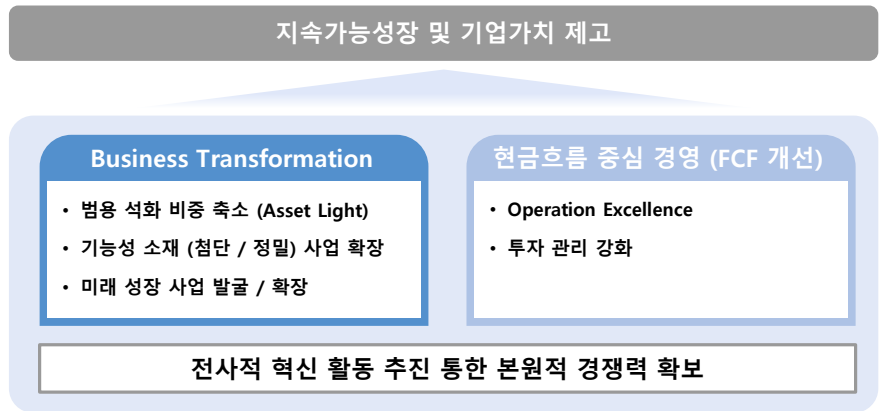 지속가능성장 및 기업가치 제고
Business Transformation
• 범용 석화 비중 축소 (Asset Light)
• 기능성 소재 (첨단 / 정밀) 사업 확장
• 미래 성장 사업 발굴 / 확장
현금흐름 중심 경영 (FCF 개선)
• Operation Excellence
• 투자 관리 강화
전사적 혁신 활동 추진 통한 본원적 경쟁력 확보